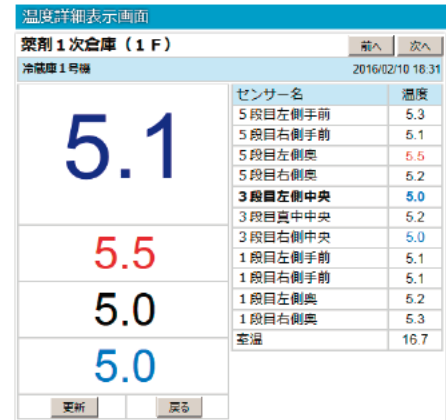 温度詳細表示画面
薬剤1次倉庫（1F） 前へ 次へ
冷蔵庫1号機 2016/02/10 18:31
5.1
5.5
5.0
5.0
更新 戻る
センサー名 温度
5段目左側手前 5.3
5段目右側手前 5.1
5段目左側奥 5.5
5段目右側奥 5.2
3段目左側中央 5.0
3段目真中中央 5.2
3段目右側中央 5.0
1段目左側手前 5.1
1段目右側手前 5.1
1段目左側奥 5.2
1段目右側奥 5.3
室温 16.7